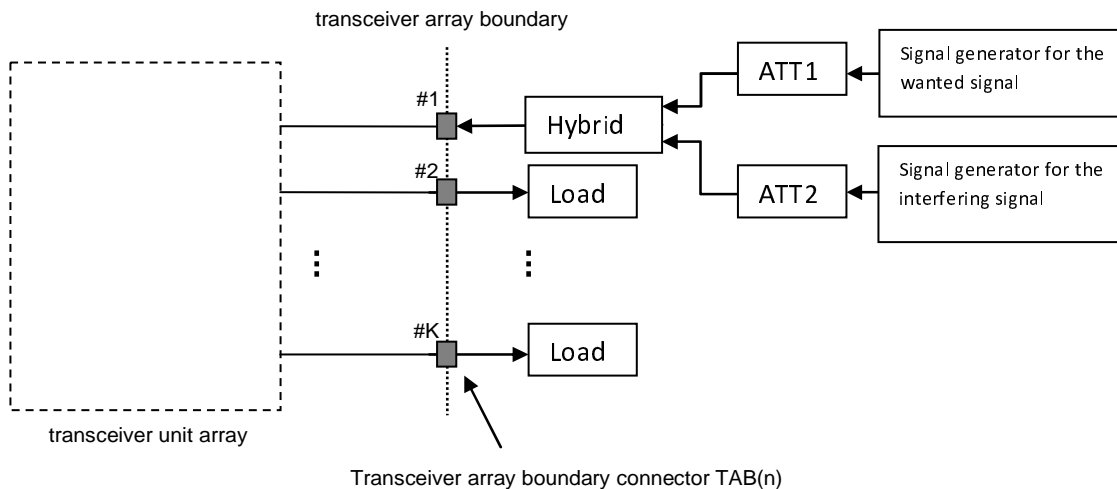 transceiver array boundary
#1
Hybrid
ATT1
Signal generator for the
wanted signal
#2
Load
ATT2
Signal generator for the
interfering signal
#K
Load
transceiver unit array
Transceiver array boundary connector TAB(n)